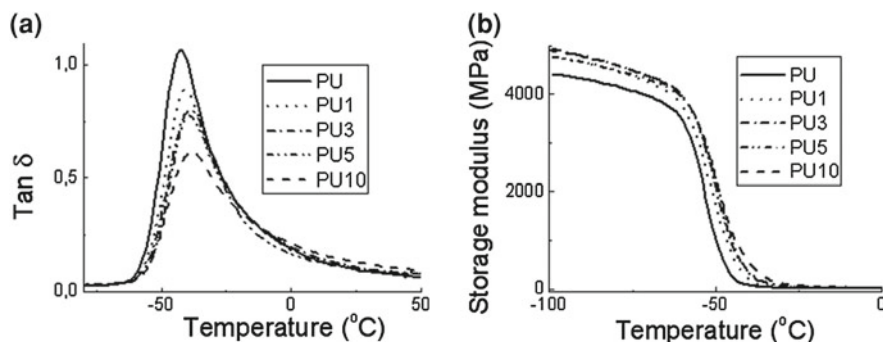 (a)
1,0
0,5
0,0
Tan δ
-50
0
50
Temperature (°C)
PU
PU1
PU3
PU5
PU10
(b)
4000
2000
0
Storage modulus (MPa)
-100
-50
0
Temperature (°C)
PU
PU1
PU3
PU5
PU10